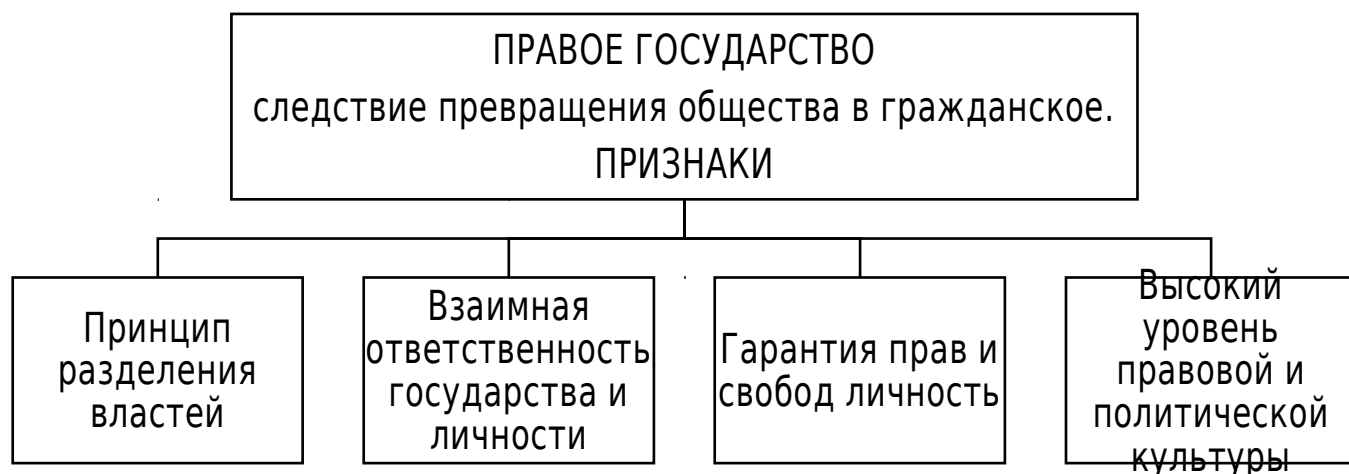 ПРАВОЕ ГОСУДАРСТВО
следствие превращения общества в гражданское.
ПРИЗНАКИ
Принцип
разделения
властей
Взаимная
ответственность
государства и
личности
Гарантия прав и
свобод личность
Высокий
уровень
правовой и
политической
культуры